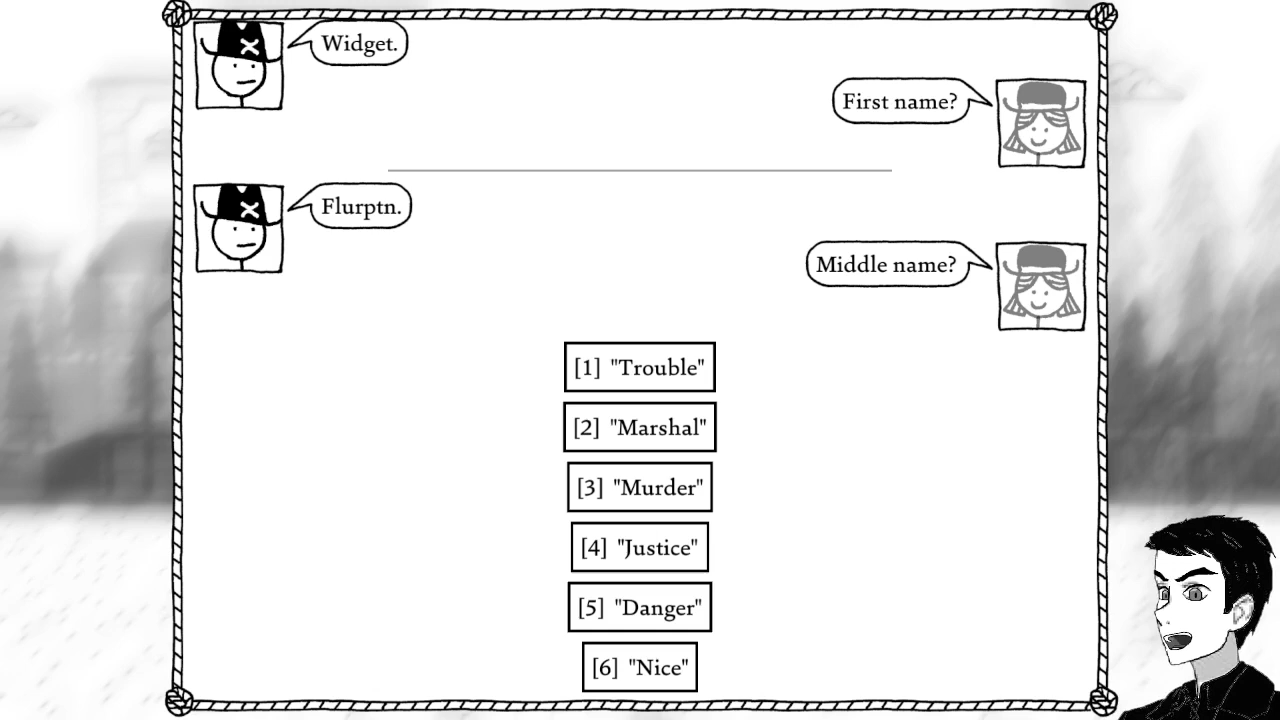 Widget.
First name?
Flurptn.
Middle name?
[1] "Trouble"
[2] "Marshal"
[3] "Murder"
[4] "Justice"
[5] "Danger"
[6] "Nice"